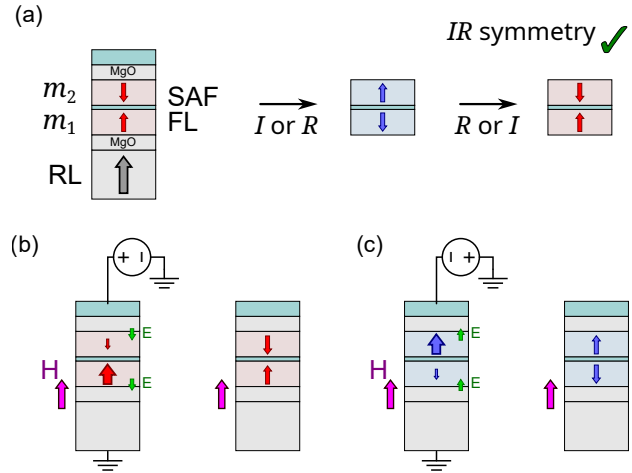 (a)
IR symmetry
MgO
m₂
SAF
m₁
FL
I or R
R or I
MgO
RL
(b)
(c)
+ -
- +
E
E
H
E
E
H